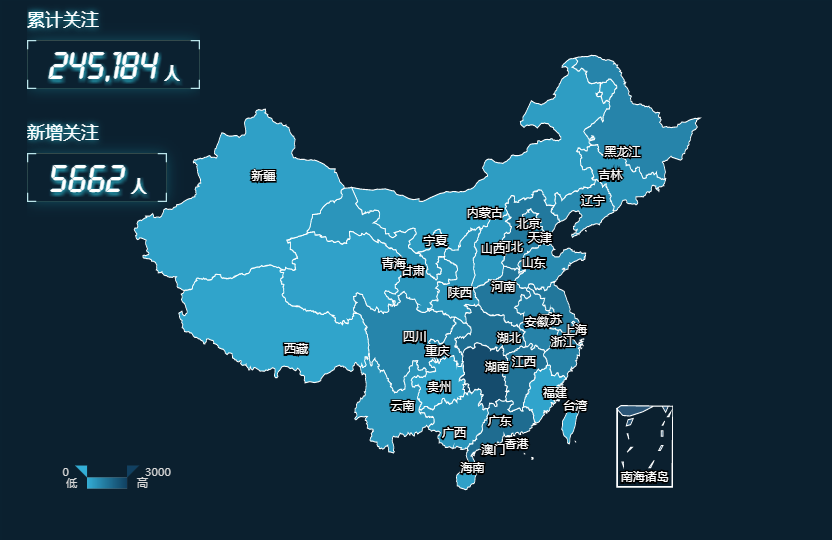 累计关注
245,184 人
新增关注
5662 人
黑龙江
吉林
新疆
辽宁
内蒙古
北京
宁夏
天津
山西
河北
青海
甘肃
山东
陕西
河南
安徽
江苏
上海
四川
湖北
浙江
西藏
重庆
湖南
江西
贵州
福建
云南
台湾
广东
广西
香港
澳门
海南
南海诸岛
0
3000
低
高